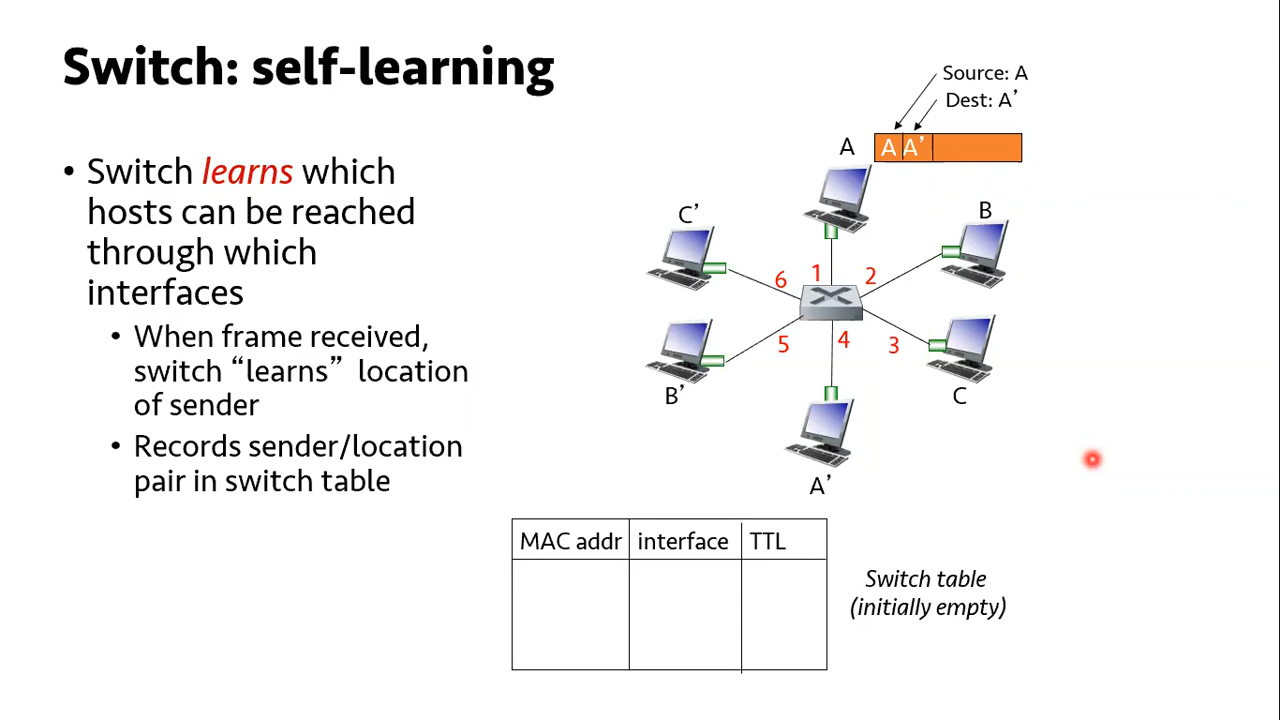 Switch: self-learning
• Switch learns which
hosts can be reached
through which
interfaces
• When frame received,
switch “learns” location
of sender
• Records sender/location
pair in switch table
Source: A
Dest: A’
A
A A’
C’
B
6
1
2
5
4
3
B’
C
A’
MAC addr interface TTL
Switch table
(initially empty)